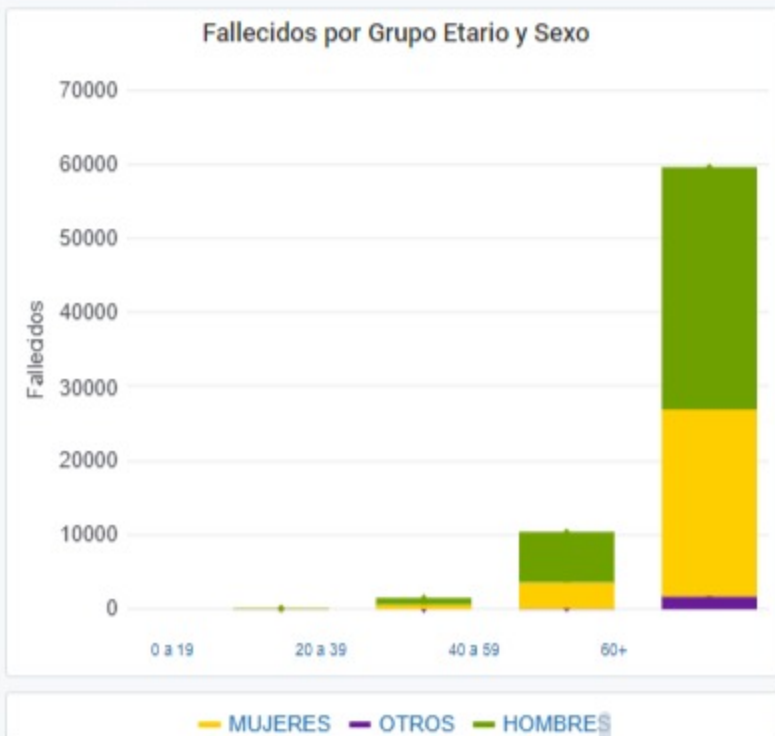 Fallecidos por Grupo Etario y Sexo
70000
60000
50000
40000
30000
20000
10000
0
Fallecidos
0 a 19 20 a 39 40 a 59 60+
MUJERES OTROS HOMBRES